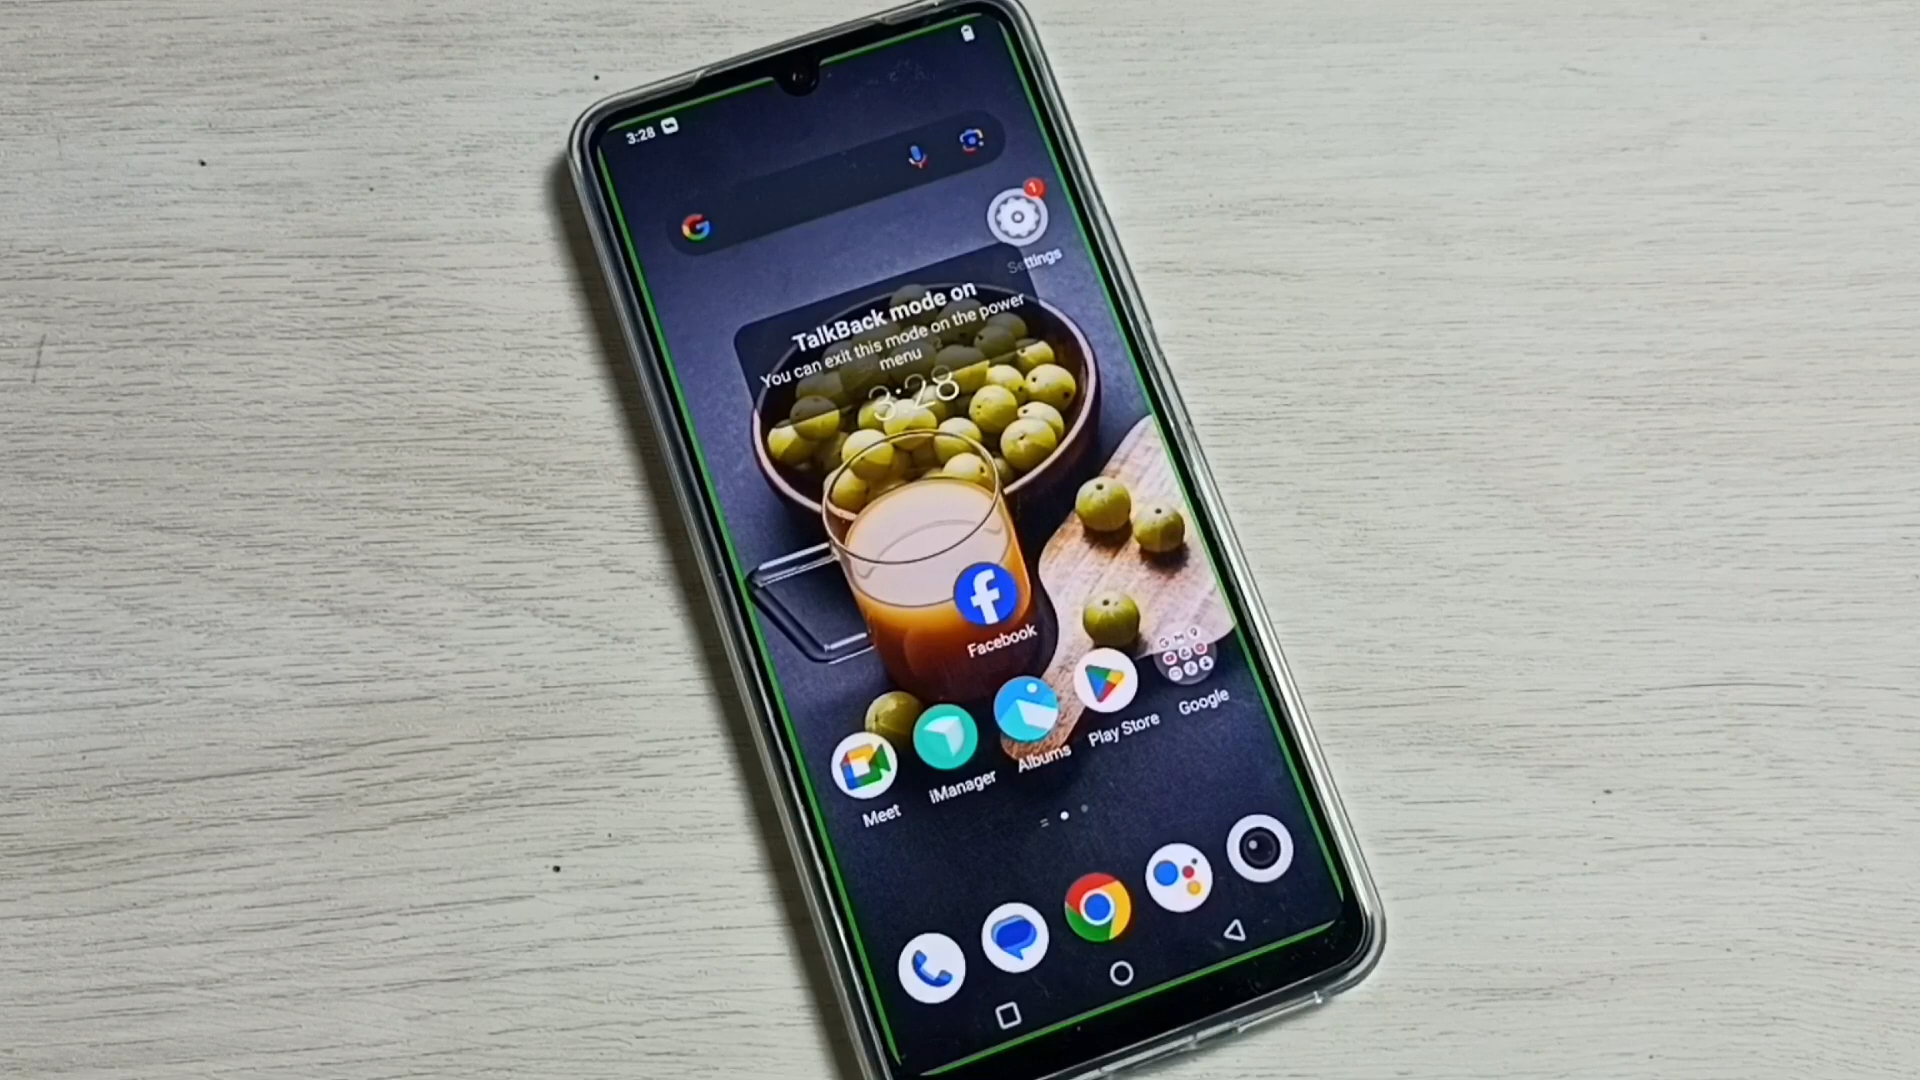 3:28
1
Settings
TalkBack mode on
You can exit this mode on the power
menu
3:28
Facebook
Meet
iManager
Albums
Play Store
Google